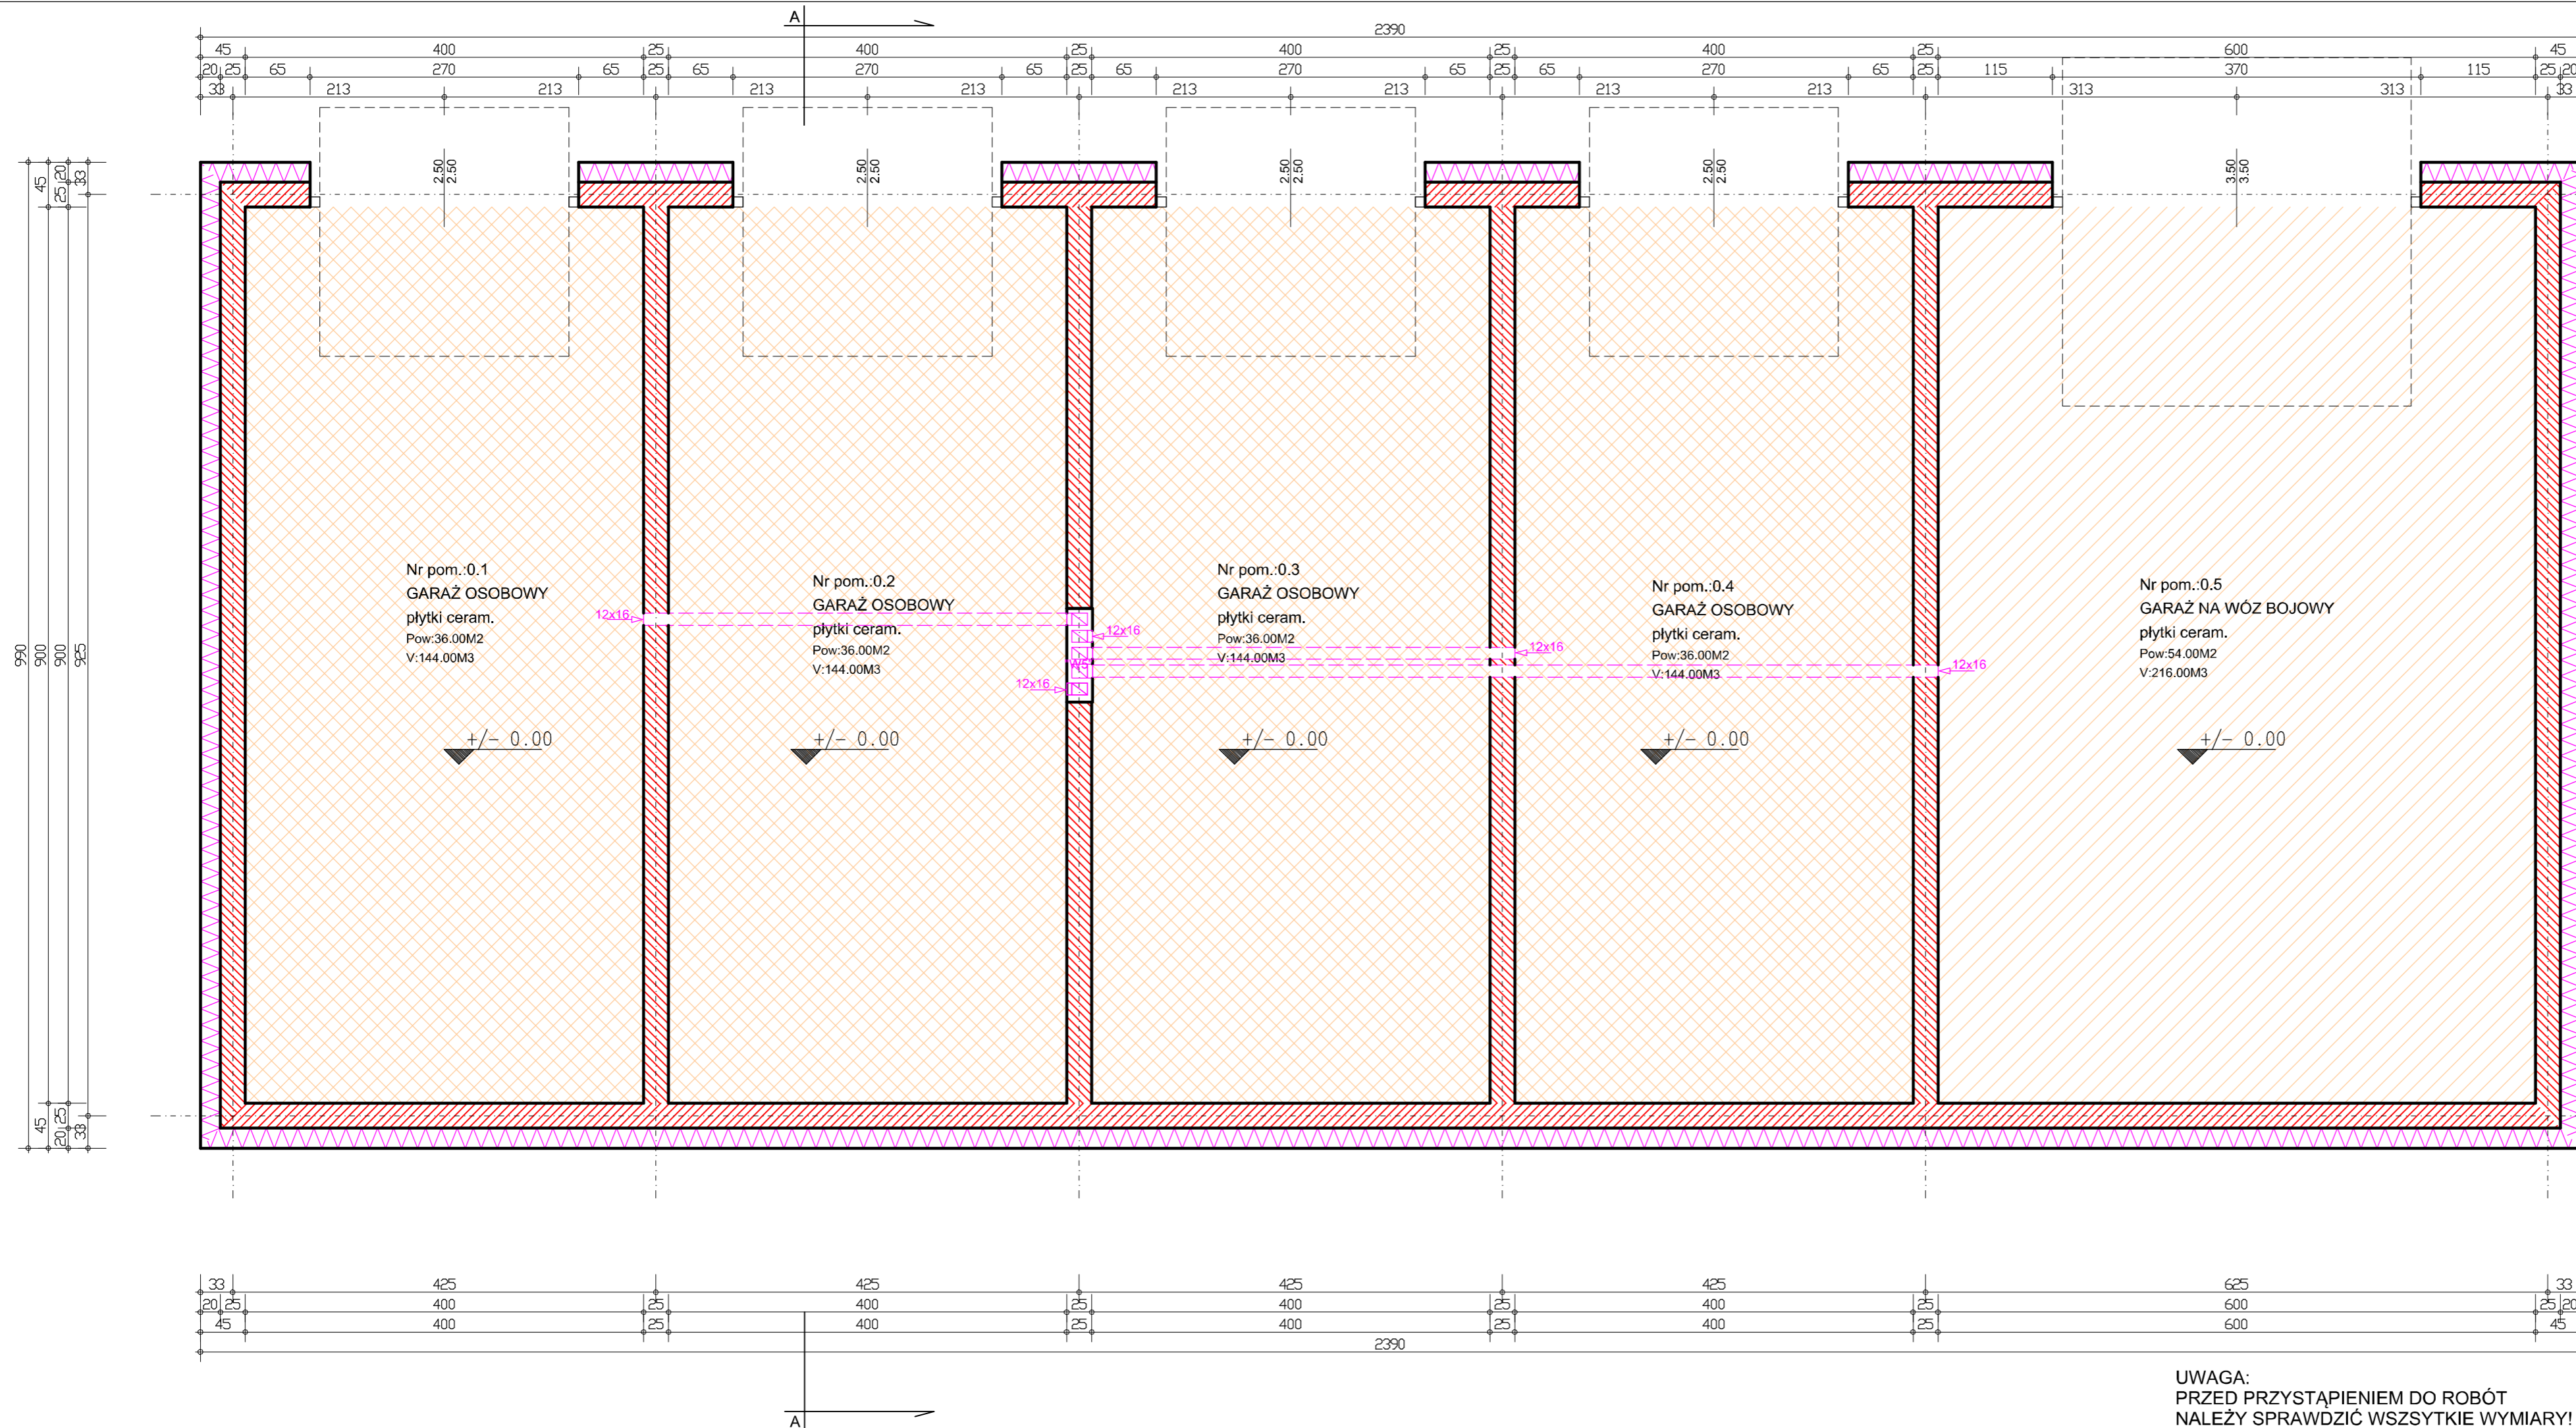 A
2390
45 400 25 400 25 400 25 400 25 600 45
20 25 65 270 65 25 65 270 65 25 65 270 65 25 65 270 65 25 115 370 115 25 20
33 213 213 213 213 213 213 213 213 313 313 33
2.50
2.50
2.50
2.50
2.50
2.50
2.50
2.50
3.50
3.50
45
25 20
33
990
900
900
925
45
20 25
33
Nr pom.:0.1
GARAŻ OSOBOWY
płytki ceram.
Pow:36.00M2
V:144.00M3
+/- 0.00
Nr pom.:0.2
GARAŻ OSOBOWY
płytki ceram.
Pow:36.00M2
V:144.00M3
+/- 0.00
Nr pom.:0.3
GARAŻ OSOBOWY
płytki ceram.
Pow:36.00M2
V:144.00M3
+/- 0.00
Nr pom.:0.4
GARAŻ OSOBOWY
płytki ceram.
Pow:36.00M2
V:144.00M3
+/- 0.00
Nr pom.:0.5
GARAŻ NA WÓZ BOJOWY
płytki ceram.
Pow:54.00M2
V:216.00M3
+/- 0.00
12x16
12x16
12x16
12x16
12x16
33 425 425 425 425 625 33
20 25 400 25 400 25 400 25 400 25 600 25 20
45 400 25 400 25 400 25 400 25 600 45
2390
A
UWAGA:
PRZED PRZYSTĄPIENIEM DO ROBÓT
NALEŻY SPRAWDZIĆ WSZSYTKIE WYMIARY!